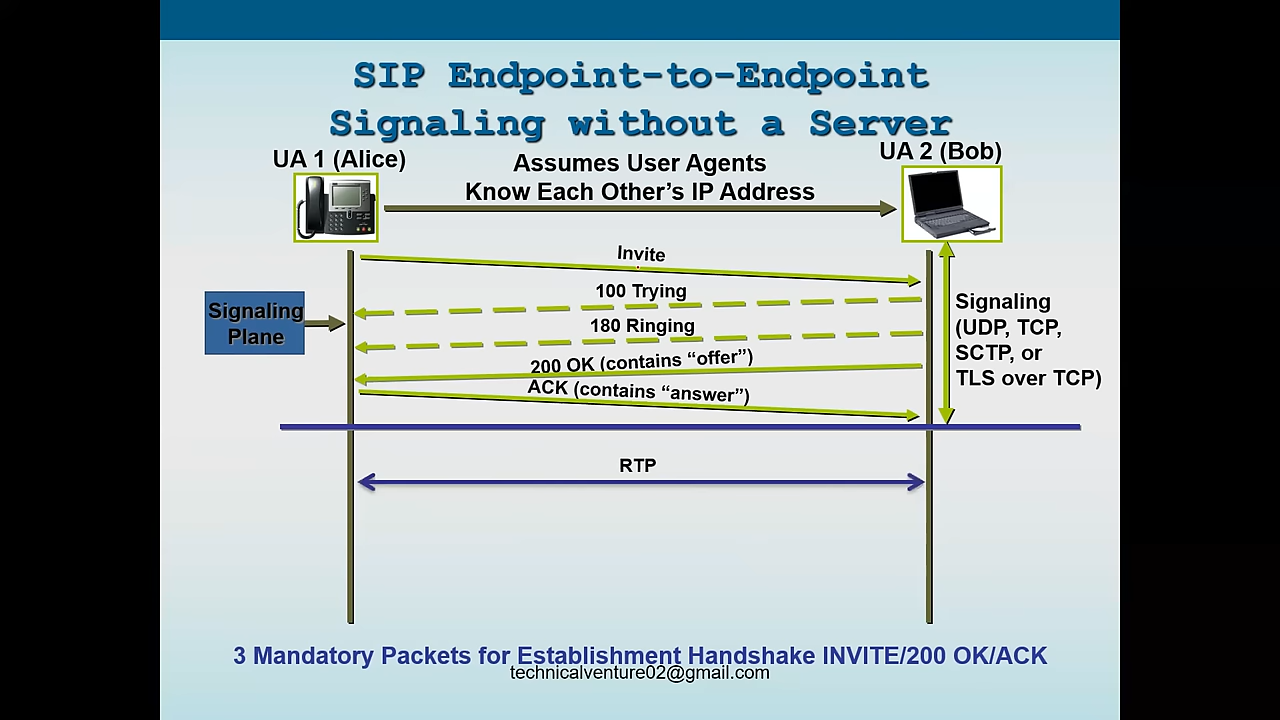 SIP Endpoint-to-Endpoint
Signaling without a Server
UA 1 (Alice)
Assumes User Agents
Know Each Other's IP Address
UA 2 (Bob)
Invite
100 Trying
180 Ringing
200 OK (contains “offer”)
ACK (contains “answer”)
Signaling
Plane
Signaling
(UDP, TCP,
SCTP, or
TLS over TCP)
RTP
3 Mandatory Packets for Establishment Handshake INVITE/200 OK/ACK
technicalventure02@gmail.com